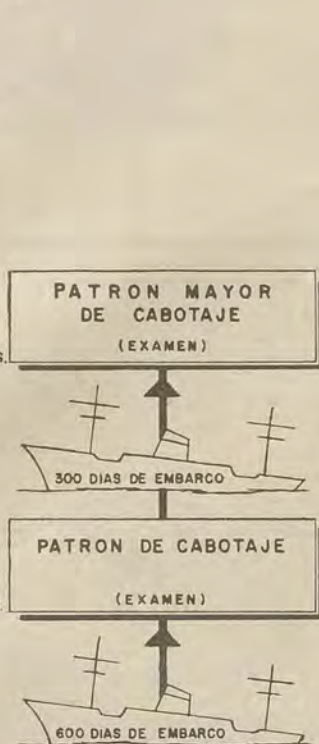 PATRON MAYOR
DE CABOTAJE
(EXAMEN)
S.
300 DIAS DE EMBARCO
PATRON DE CABOTAJE
(EXAMEN)
600 DIAS DE EMBARCO